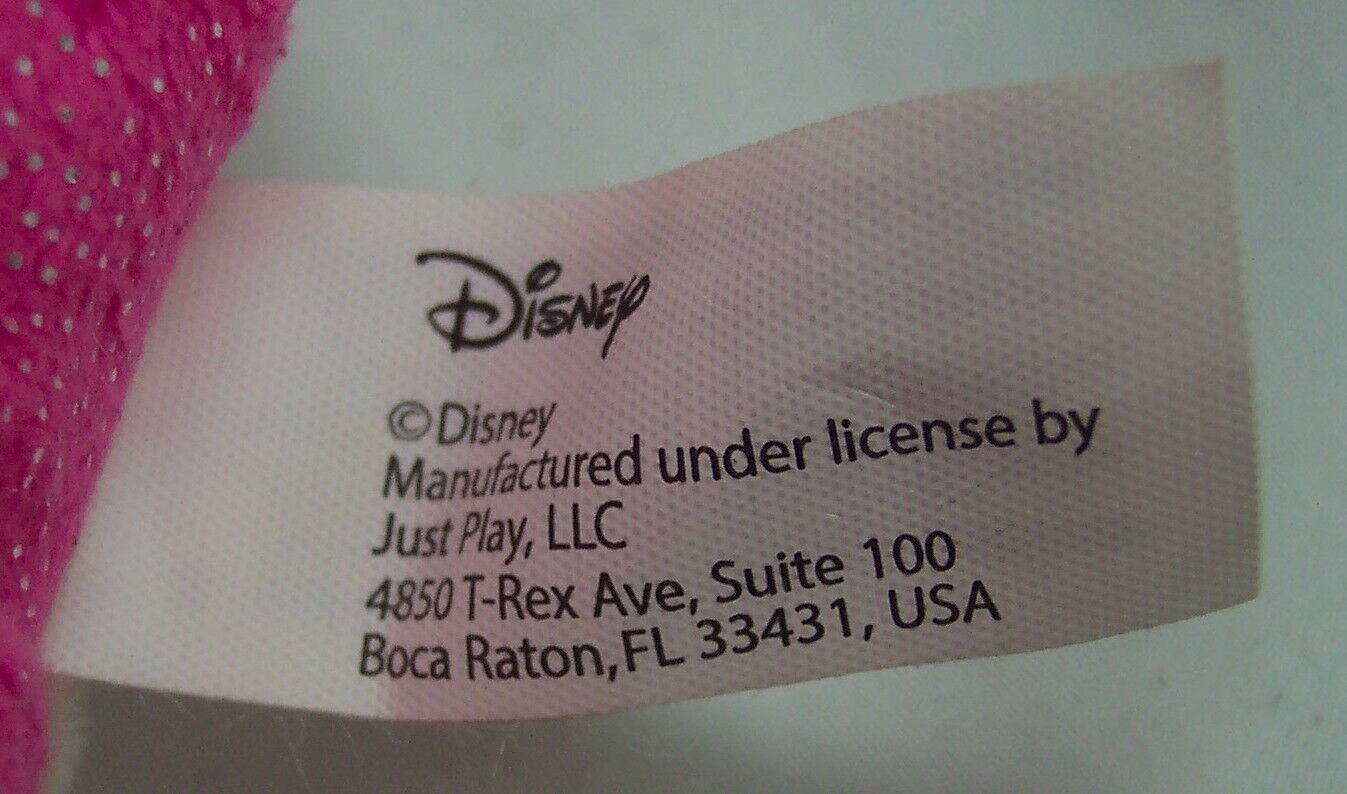 Disney
©Disney
Manufactured under license by
Just Play, LLC
4850 T-Rex Ave, Suite 100
Boca Raton, FL 33431, USA